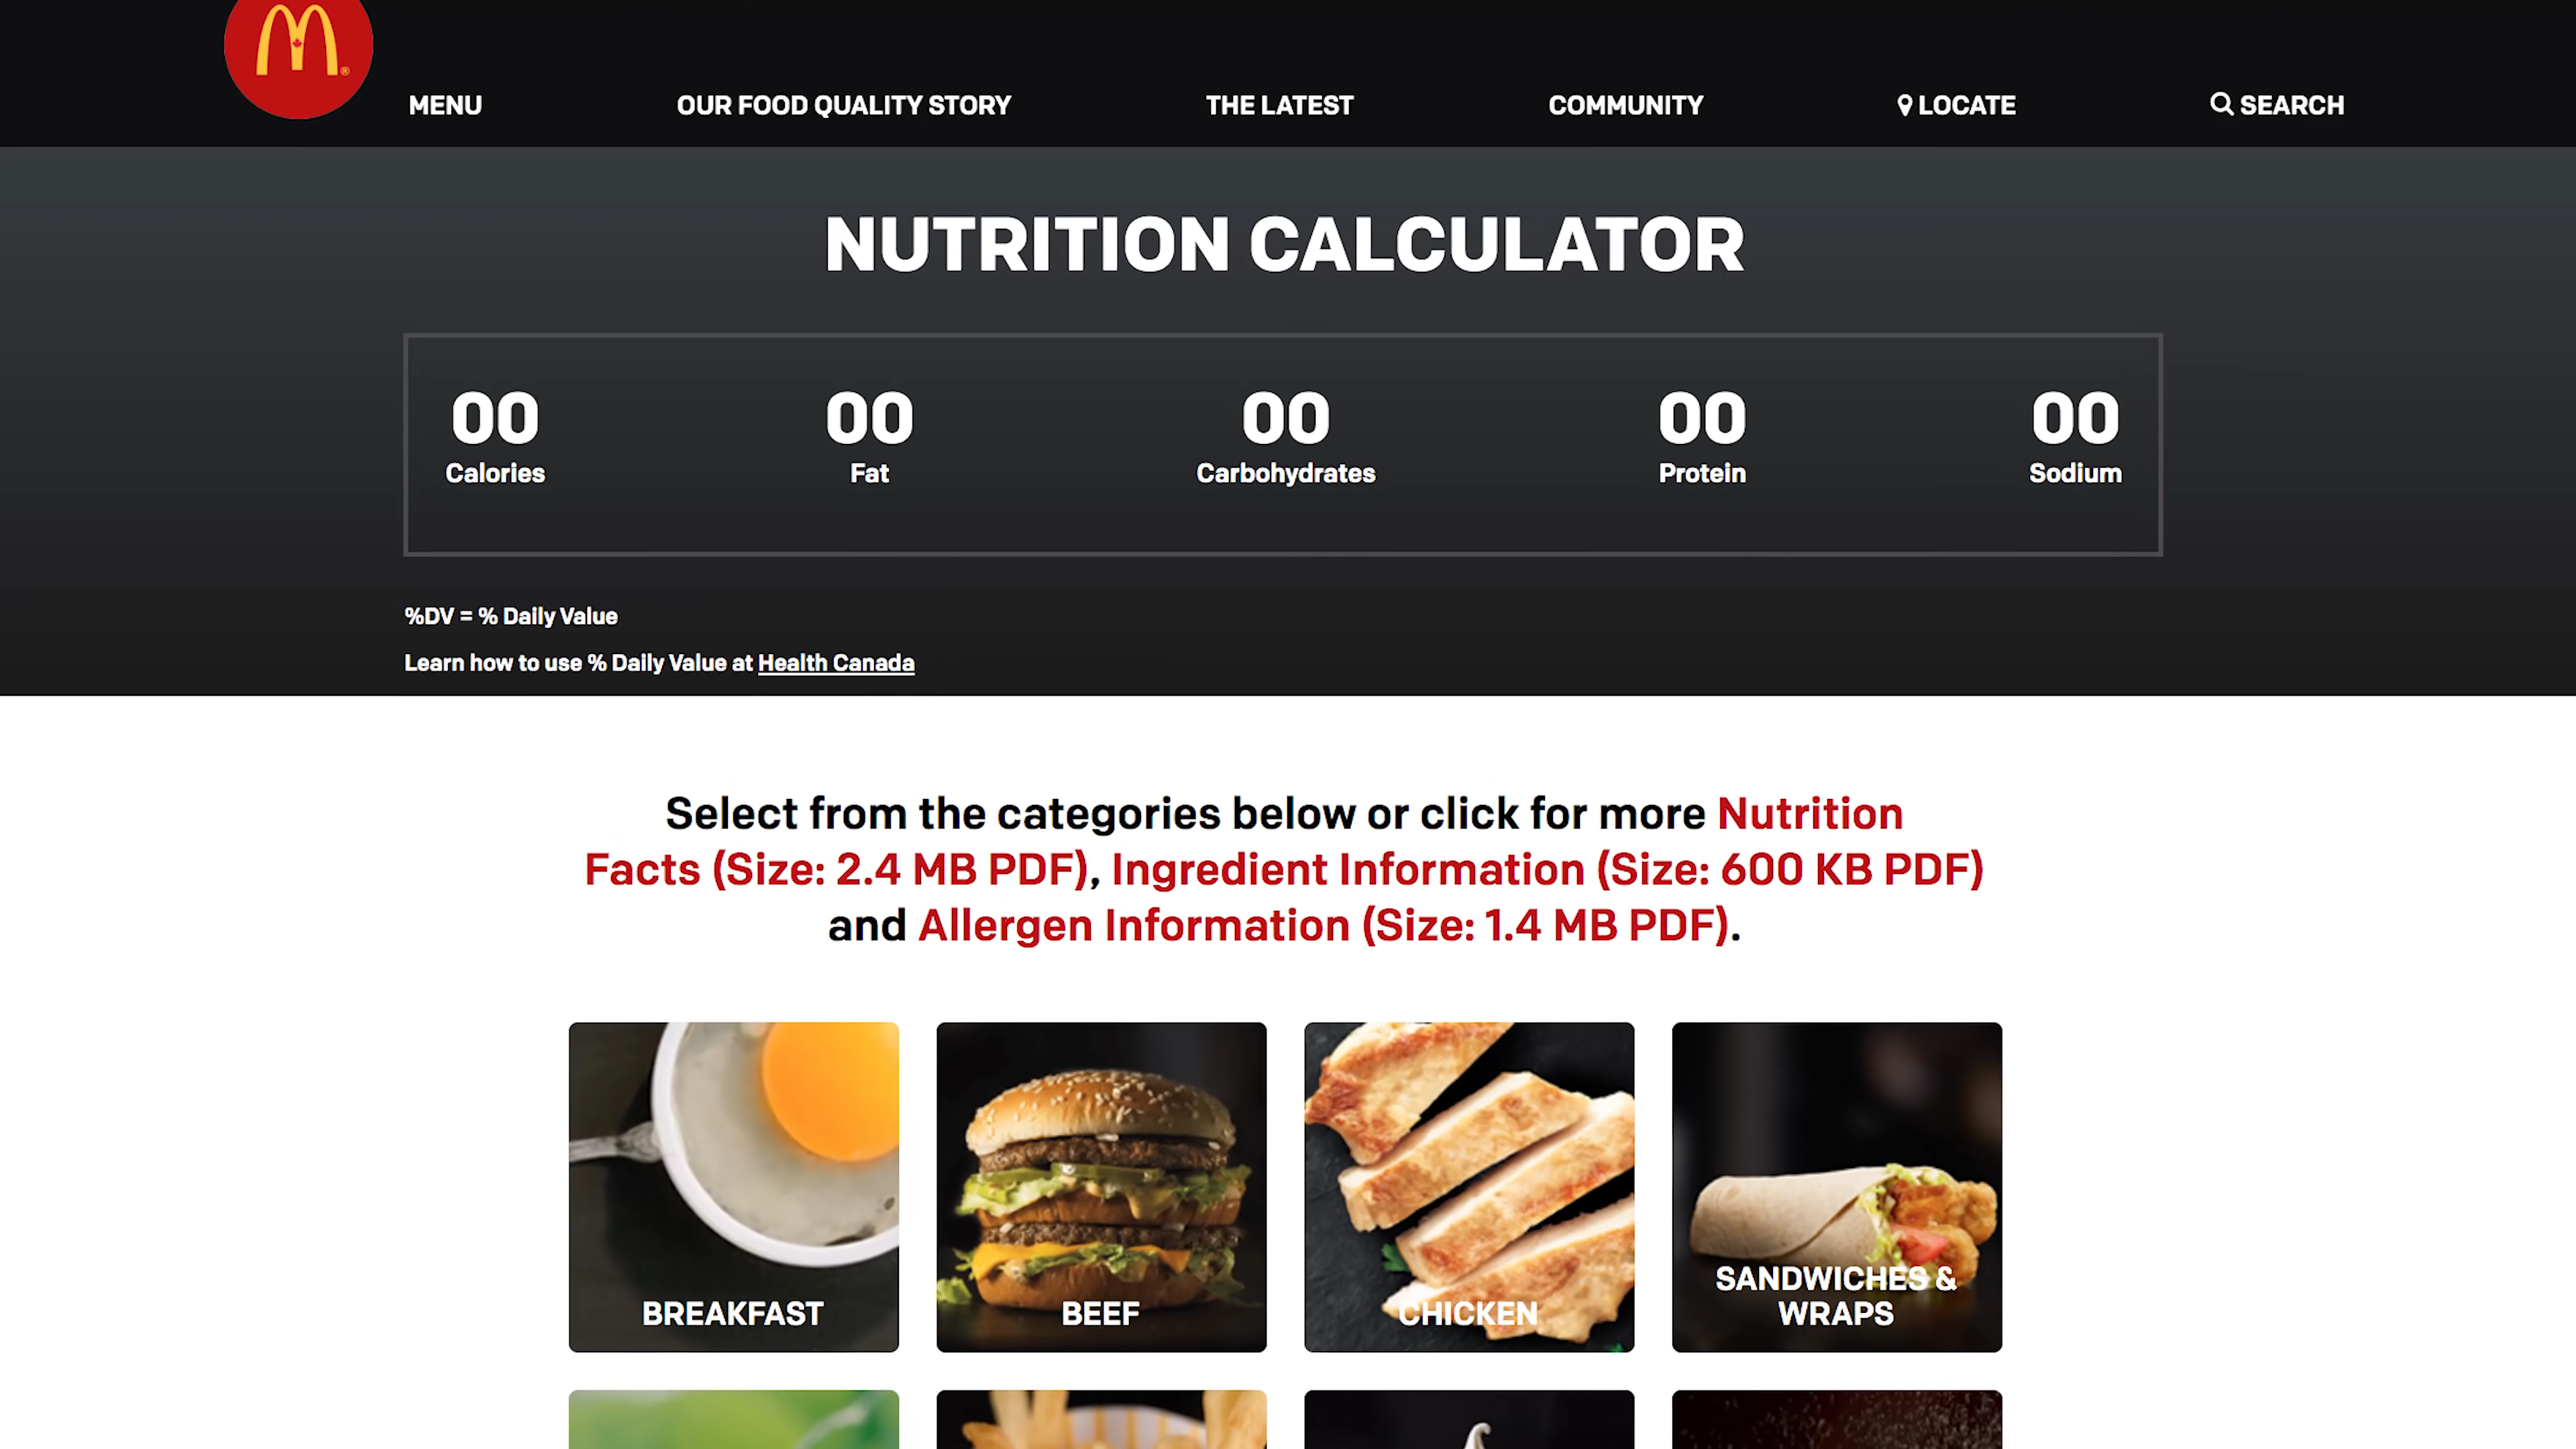 MENU
OUR FOOD QUALITY STORY
THE LATEST
COMMUNITY
LOCATE
SEARCH
NUTRITION CALCULATOR
00
Calories
00
Fat
00
Carbohydrates
00
Protein
00
Sodium
%DV = % Daily Value
Learn how to use % Daily Value at Health Canada
Select from the categories below or click for more Nutrition
Facts (Size: 2.4 MB PDF), Ingredient Information (Size: 600 KB PDF)
and Allergen Information (Size: 1.4 MB PDF).
BREAKFAST
BEEF
CHICKEN
SANDWICHES &
WRAPS